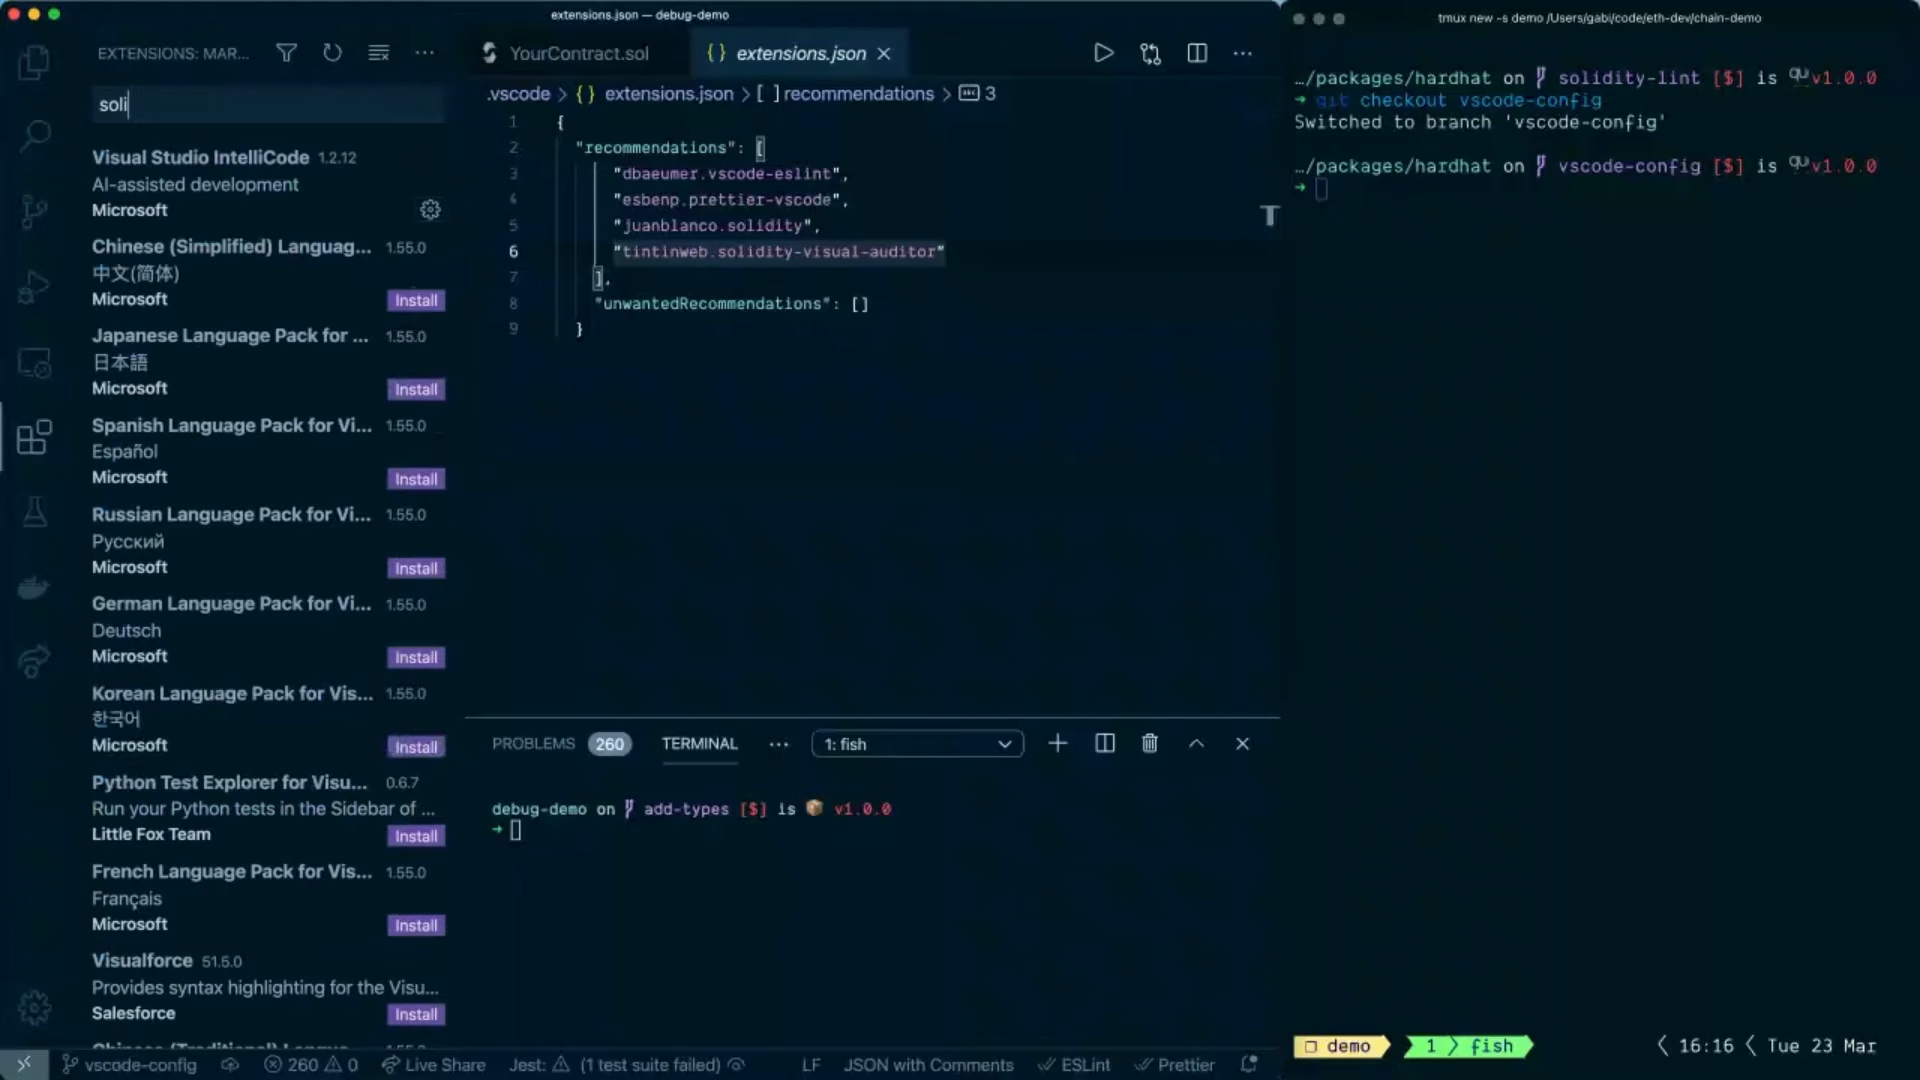 extensions.json — debug-demo
EXTENSIONS: MAR...
soli
Visual Studio IntelliCode 1.2.12
AI-assisted development
Microsoft
Chinese (Simplified) Languag... 1.55.0
中文(简体)
Microsoft
Install
Japanese Language Pack for ... 1.55.0
日本語
Microsoft
Install
Spanish Language Pack for Vi... 1.55.0
Español
Microsoft
Install
Russian Language Pack for Vi... 1.55.0
Русский
Microsoft
Install
German Language Pack for Vi... 1.55.0
Deutsch
Microsoft
Install
Korean Language Pack for Vis... 1.55.0
한국어
Microsoft
Install
Python Test Explorer for Visu... 0.6.7
Run your Python tests in the Sidebar of ...
Little Fox Team
Install
French Language Pack for Vis... 1.55.0
Français
Microsoft
Install
Visualforce 51.5.0
Provides syntax highlighting for the Visu...
Salesforce
Install
YourContract.sol
{} extensions.json
.vscode > {} extensions.json > [ ] recommendations > 3
1 {
2 "recommendations": [
3 "dbaeumer.vscode-eslint",
4 "esbenp.prettier-vscode",
5 "juanblanco.solidity",
6 "tintinweb.solidity-visual-auditor"
7 ],
8 "unwantedRecommendations": []
9 }
PROBLEMS 260 TERMINAL ... 1: fish
debug-demo on add-types [$] is v1.0.0
→
vscode-config 260 0 Live Share Jest: (1 test suite failed) LF JSON with Comments ESLint Prettier
tmux new -s demo /Users/gabi/code/eth-dev/chain-demo
…/packages/hardhat on solidity-lint [$] is v1.0.0
→ git checkout vscode-config
Switched to branch 'vscode-config'
…/packages/hardhat on vscode-config [$] is v1.0.0
→
demo 1 fish 16:16 Tue 23 Mar